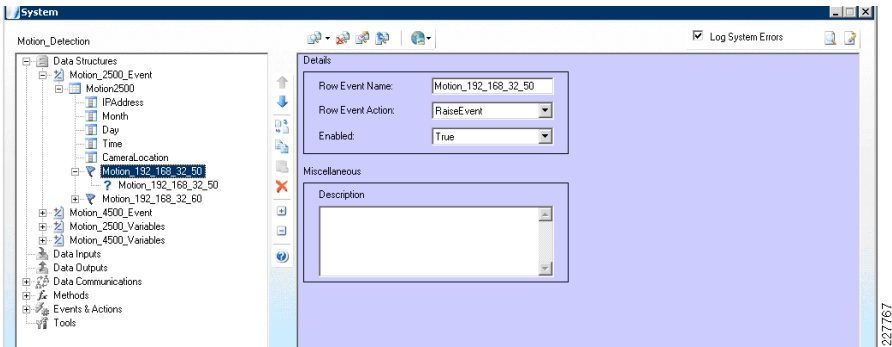 System
Motion_Detection
Log System Errors
Data Structures
Motion_2500_Event
Motion2500
IPAddress
Month
Day
Time
CameraLocation
Motion_192_168_32_50
? Motion_192_168_32_50
Motion_192_168_32_60
Motion_4500_Event
Motion_2500_Variables
Motion_4500_Variables
Data Inputs
Data Outputs
Data Communications
fx Methods
Events & Actions
Tools
Details
Row Event Name: Motion_192_168_32_50
Row Event Action: RaiseEvent
Enabled: True
Miscellaneous
Description
227767